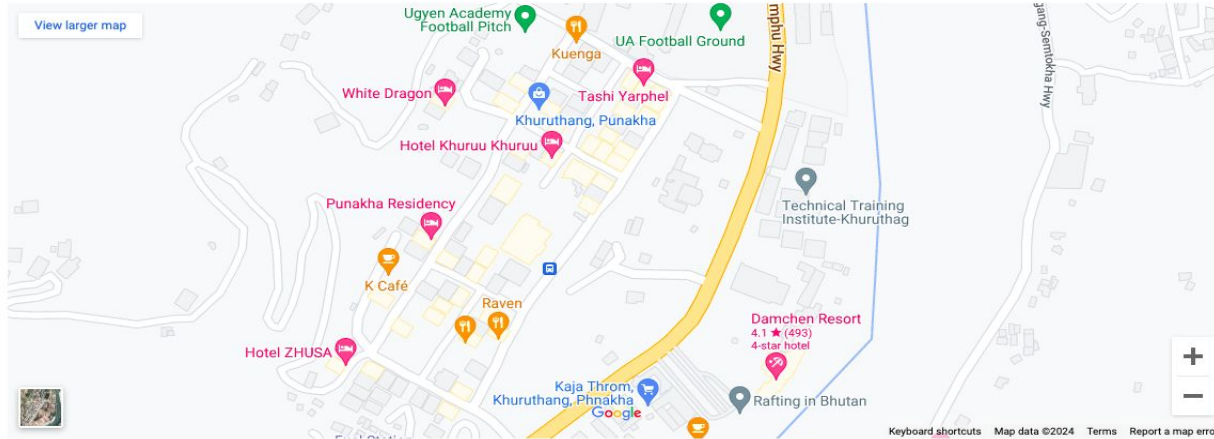 View larger map
Ugyen Academy
Football Pitch
Kuenga
UA Football Ground
mphu Hwy
gang-Semtokha Hwy
White Dragon
Tashi Yarphel
Khuruthang, Punakha
Hotel Khuruu Khuruu
Punakha Residency
Technical Training
Institute-Khuruthag
K Café
Raven
Damchen Resort
4.1 ★ (493)
4-star hotel
Hotel ZHUSA
Kaja Throm,
Khuruthang, Phnakha
Google
Rafting in Bhutan
Keyboard shortcuts Map data ©2024 Terms Report a map erro